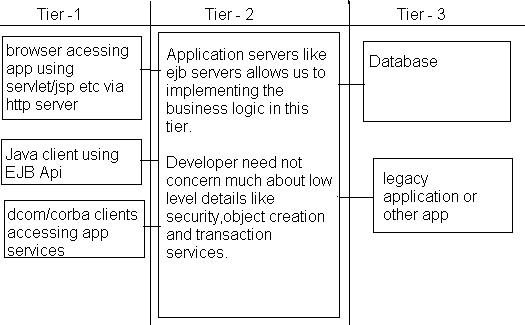 Tier - 1
Tier - 2
Tier - 3
browser acessing
app using
servlet/jsp etc via
http server
Java client using
EJB Api
dcom/corba clients
accessing app
services
Application servers like
ejb servers allows us to
implementing the
business logic in this
tier.
Developer need not
concern much about low
level details like
security,object creation
and transaction
services.
Database
legacy
application or
other app